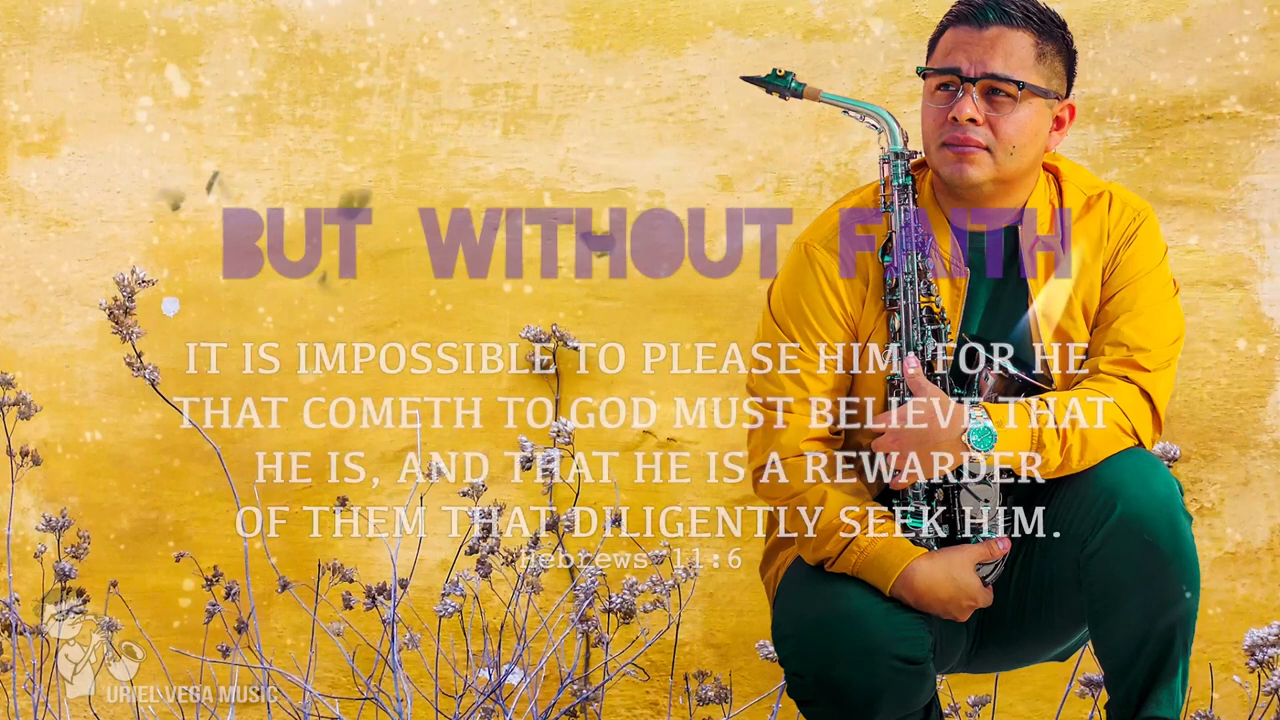 BUT WITHOUT FAITH
IT IS IMPOSSIBLE TO PLEASE HIM: FOR HE
THAT COMETH TO GOD MUST BELIEVE THAT
HE IS, AND THAT HE IS A REWARDER
OF THEM THAT DILIGENTLY SEEK HIM.
Hebrews 11:6
URIEL VEGA MUSIC